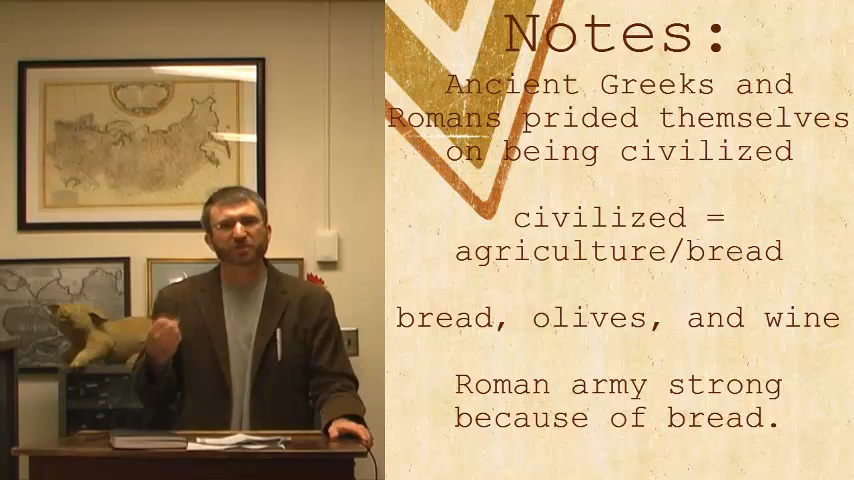 Notes:
Ancient Greeks and
Romans prided themselves
on being civilized
civilized =
agriculture/bread
bread, olives, and wine
Roman army strong
because of bread.